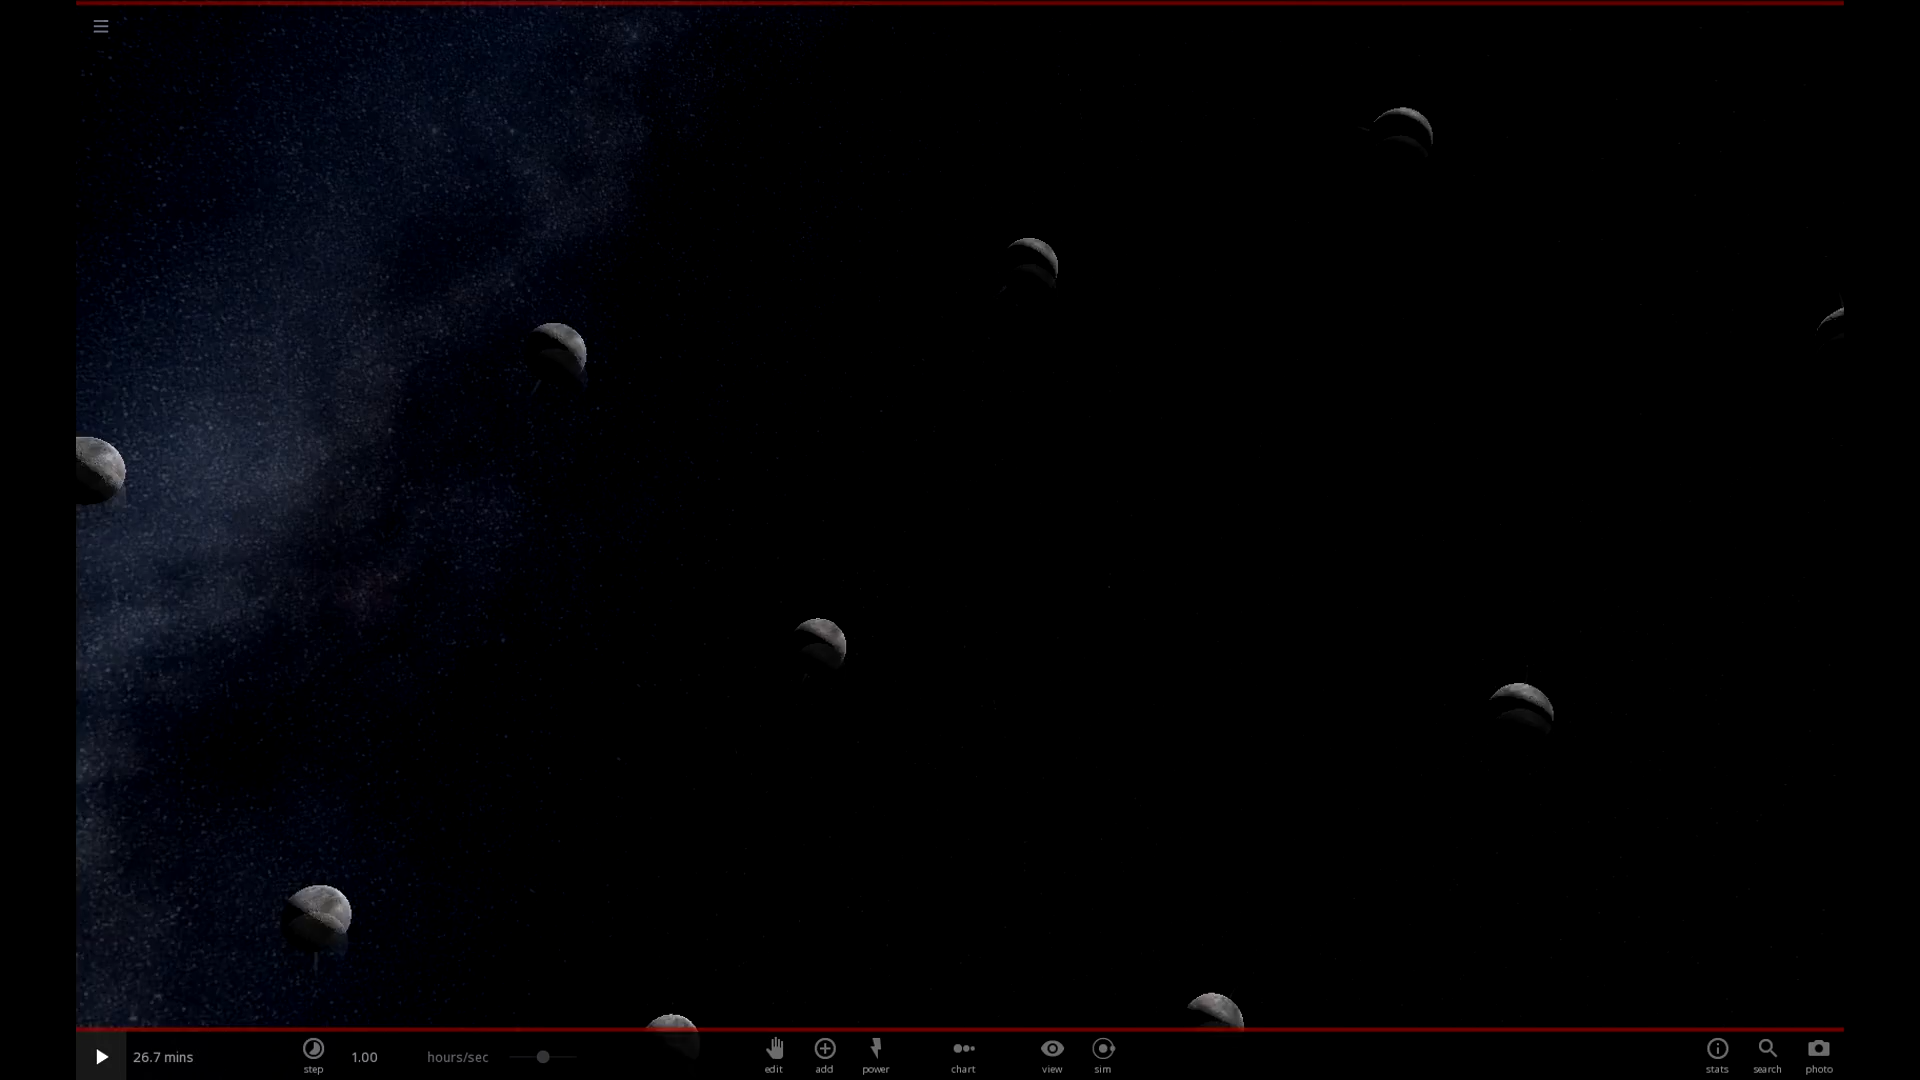 26.7 mins
step
1.00
hours/sec
edit
add
power
chart
view
sim
stats
search
photo